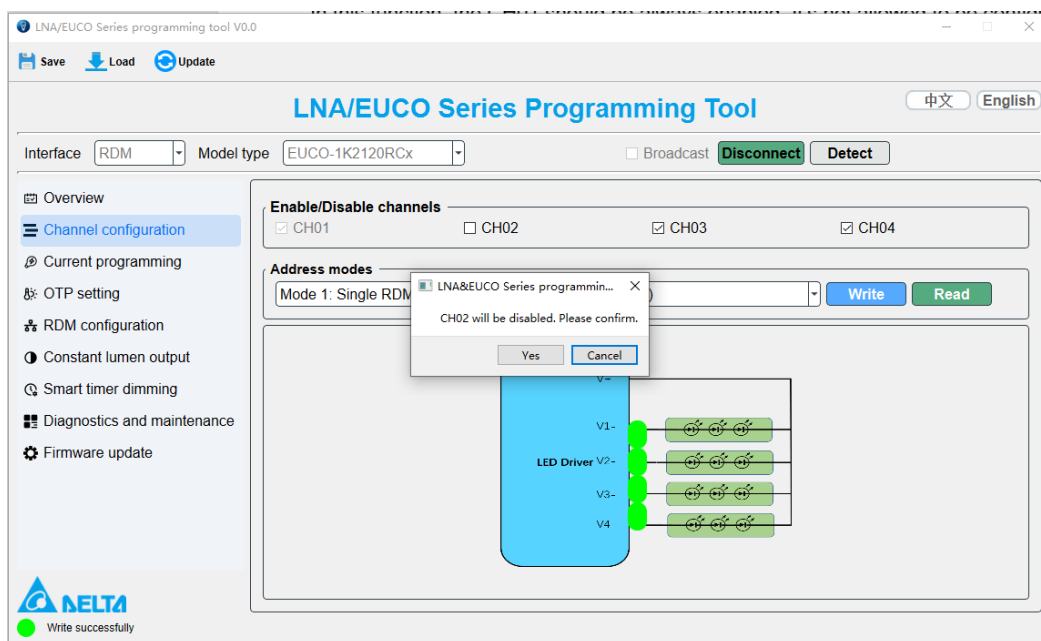 LNA/EUCO Series programming tool V0.0
Save Load Update
LNA/EUCO Series Programming Tool
中文 English
Interface RDM Model type EUCO-1K2120RCx Broadcast Disconnect Detect
Overview
Channel configuration
Current programming
OTP setting
RDM configuration
Constant lumen output
Smart timer dimming
Diagnostics and maintenance
Firmware update
Enable/Disable channels
CH01 CH02 CH03 CH04
Address modes
Mode 1: Single RDM ) Write Read
LNA&EUCO Series programmin...
CH02 will be disabled. Please confirm.
Yes Cancel
V1-
LED Driver V2-
V3-
V4
DELTA
Write successfully